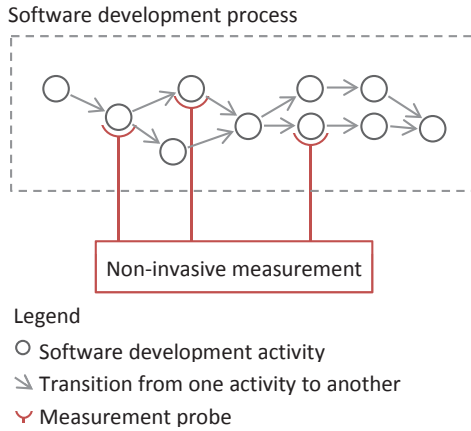 Software development process
Non-invasive measurement
Legend
Software development activity
Transition from one activity to another
Measurement probe